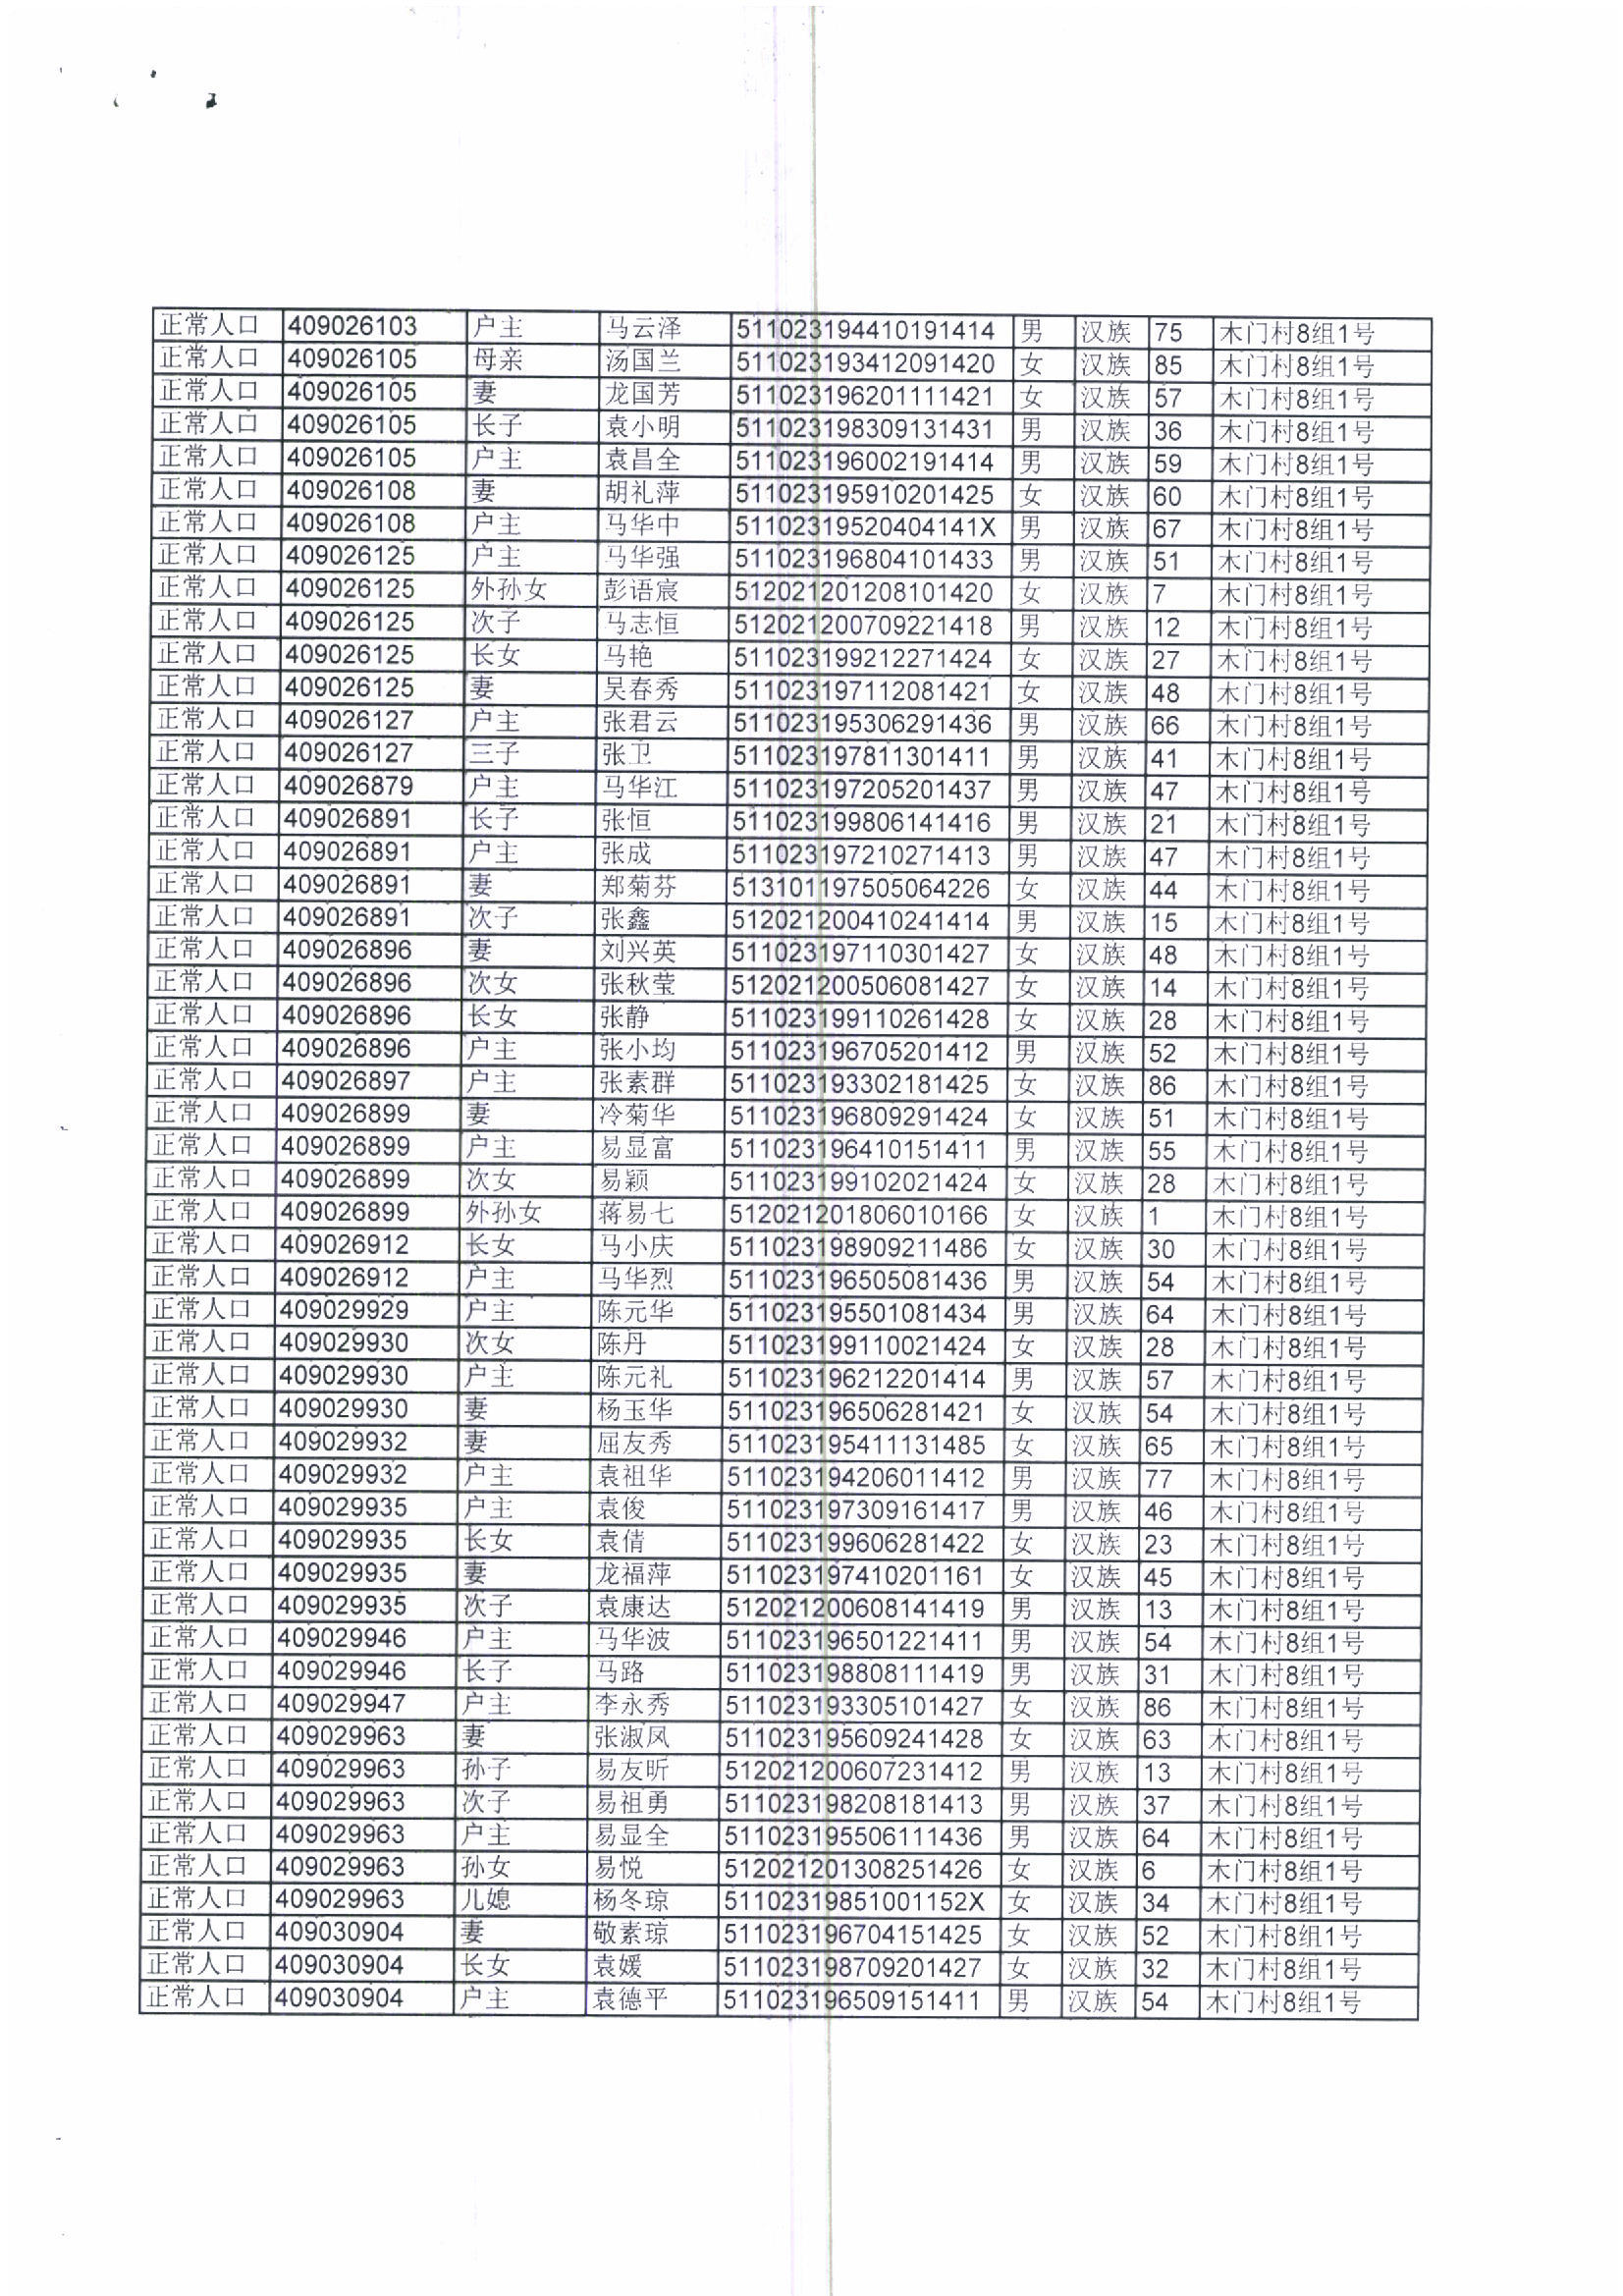 正常人口 409026103 户主 马云泽 511023194410191414 男 汉族 75 木门村8组1号
正常人口 409026105 母亲 汤国兰 511023193412091420 女 汉族 85 木门村8组1号
正常人口 409026105 妻 龙国芳 511023196201111421 女 汉族 57 木门村8组1号
正常人口 409026105 长子 袁小明 511023198309131431 男 汉族 36 木门村8组1号
正常人口 409026105 户主 袁昌全 511023196002191414 男 汉族 59 木门村8组1号
正常人口 409026108 妻 胡礼萍 511023195910201425 女 汉族 60 木门村8组1号
正常人口 409026108 户主 马华中 51102319520404141X 男 汉族 67 木门村8组1号
正常人口 409026125 户主 马华强 511023196804101433 男 汉族 51 木门村8组1号
正常人口 409026125 外孙女 彭语宸 512021201208101420 女 汉族 7 木门村8组1号
正常人口 409026125 次子 马志恒 512021200709221418 男 汉族 12 木门村8组1号
正常人口 409026125 长女 马艳 511023199212271424 女 汉族 27 木门村8组1号
正常人口 409026125 妻 吴春秀 511023197112081421 女 汉族 48 木门村8组1号
正常人口 409026127 户主 张君云 511023195306291436 男 汉族 66 木门村8组1号
正常人口 409026127 三子 张卫 511023197811301411 男 汉族 41 木门村8组1号
正常人口 409026879 户主 马华江 511023197205201437 男 汉族 47 木门村8组1号
正常人口 409026891 长子 张恒 511023199806141416 男 汉族 21 木门村8组1号
正常人口 409026891 户主 张成 511023197210271413 男 汉族 47 木门村8组1号
正常人口 409026891 妻 郑菊芬 513101197505064226 女 汉族 44 木门村8组1号
正常人口 409026891 次子 张鑫 512021200410241414 男 汉族 15 木门村8组1号
正常人口 409026896 妻 刘兴英 511023197110301427 女 汉族 48 木门村8组1号
正常人口 409026896 次女 张秋莹 512021200506081427 女 汉族 14 木门村8组1号
正常人口 409026896 长女 张静 511023199110261428 女 汉族 28 木门村8组1号
正常人口 409026896 户主 张小均 511023196705201412 男 汉族 52 木门村8组1号
正常人口 409026897 户主 张素群 511023193302181425 女 汉族 86 木门村8组1号
正常人口 409026899 妻 冷菊华 511023196809291424 女 汉族 51 木门村8组1号
正常人口 409026899 户主 易显富 511023196410151411 男 汉族 55 木门村8组1号
正常人口 409026899 次女 易颖 511023199102021424 女 汉族 28 木门村8组1号
正常人口 409026899 外孙女 蒋易七 512021201806010166 女 汉族 1 木门村8组1号
正常人口 409026912 长女 马小庆 511023198909211486 女 汉族 30 木门村8组1号
正常人口 409026912 户主 马华烈 511023196505081436 男 汉族 54 木门村8组1号
正常人口 409029929 户主 陈元华 511023195501081434 男 汉族 64 木门村8组1号
正常人口 409029930 次女 陈丹 511023199110021424 女 汉族 28 木门村8组1号
正常人口 409029930 户主 陈元礼 511023196212201414 男 汉族 57 木门村8组1号
正常人口 409029930 妻 杨玉华 511023196506281421 女 汉族 54 木门村8组1号
正常人口 409029932 妻 屈友秀 511023195411131485 女 汉族 65 木门村8组1号
正常人口 409029932 户主 袁祖华 511023194206011412 男 汉族 77 木门村8组1号
正常人口 409029935 户主 袁俊 511023197309161417 男 汉族 46 木门村8组1号
正常人口 409029935 长女 袁倩 511023199606281422 女 汉族 23 木门村8组1号
正常人口 409029935 妻 龙福萍 511023197410201161 女 汉族 45 木门村8组1号
正常人口 409029935 次子 袁康达 512021200608141419 男 汉族 13 木门村8组1号
正常人口 409029946 户主 马华波 511023196501221411 男 汉族 54 木门村8组1号
正常人口 409029946 长子 马路 511023198808111419 男 汉族 31 木门村8组1号
正常人口 409029947 户主 李永秀 511023193305101427 女 汉族 86 木门村8组1号
正常人口 409029963 妻 张淑凤 511023195609241428 女 汉族 63 木门村8组1号
正常人口 409029963 孙子 易友昕 512021200607231412 男 汉族 13 木门村8组1号
正常人口 409029963 次子 易祖勇 511023198208181413 男 汉族 37 木门村8组1号
正常人口 409029963 户主 易显全 511023195506111436 男 汉族 64 木门村8组1号
正常人口 409029963 孙女 易悦 512021201308251426 女 汉族 6 木门村8组1号
正常人口 409029963 儿媳 杨冬琼 51102319851001152X 女 汉族 34 木门村8组1号
正常人口 409030904 妻 敬素琼 511023196704151425 女 汉族 52 木门村8组1号
正常人口 409030904 长女 袁媛 511023198709201427 女 汉族 32 木门村8组1号
正常人口 409030904 户主 袁德平 511023196509151411 男 汉族 54 木门村8组1号